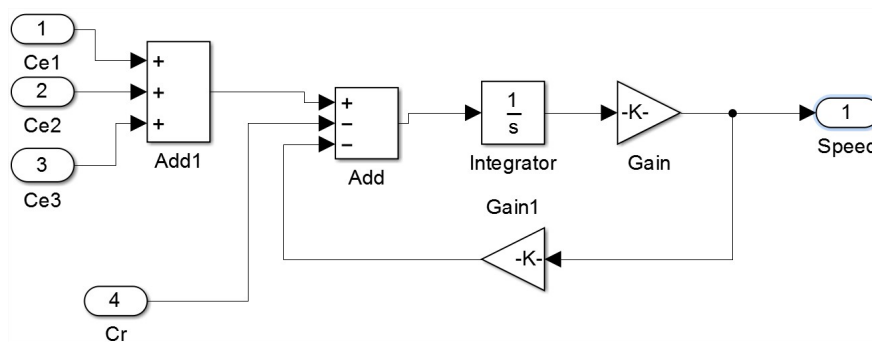 1
Ce1
2
Ce2
3
Ce3
+
+
+
Add1
+
−
−
Add
1
s
Integrator
-K-
Gain
1
Speed
Gain1
-K-
4
Cr